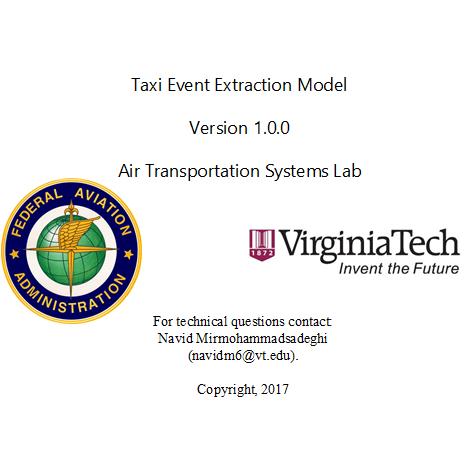 Taxi Event Extraction Model
Version 1.0.0
Air Transportation Systems Lab
FEDERAL AVIATION
ADMINISTRATION
1872
VirginiaTech
Invent the Future
For technical questions contact
Navid Mirmohammadsadeghi
(navidm6@vt.edu).
Copyright, 2017